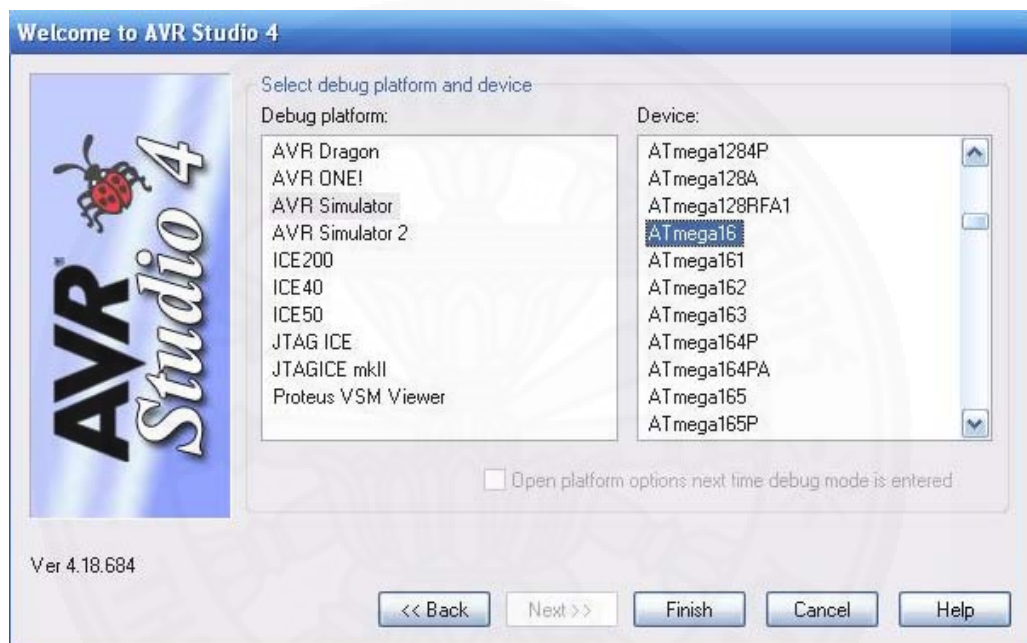 Welcome to AVR Studio 4
AVR®
Studio 4
Select debug platform and device
Debug platform:
AVR Dragon
AVR ONE!
AVR Simulator
AVR Simulator 2
ICE200
ICE40
ICE50
JTAG ICE
JTAGICE mkII
Proteus VSM Viewer
Device:
ATmega1284P
ATmega128A
ATmega128RFA1
ATmega16
ATmega161
ATmega162
ATmega163
ATmega164P
ATmega164PA
ATmega165
ATmega165P
Open platform options next time debug mode is entered
Ver 4.18.684
<< Back
Next >>
Finish
Cancel
Help